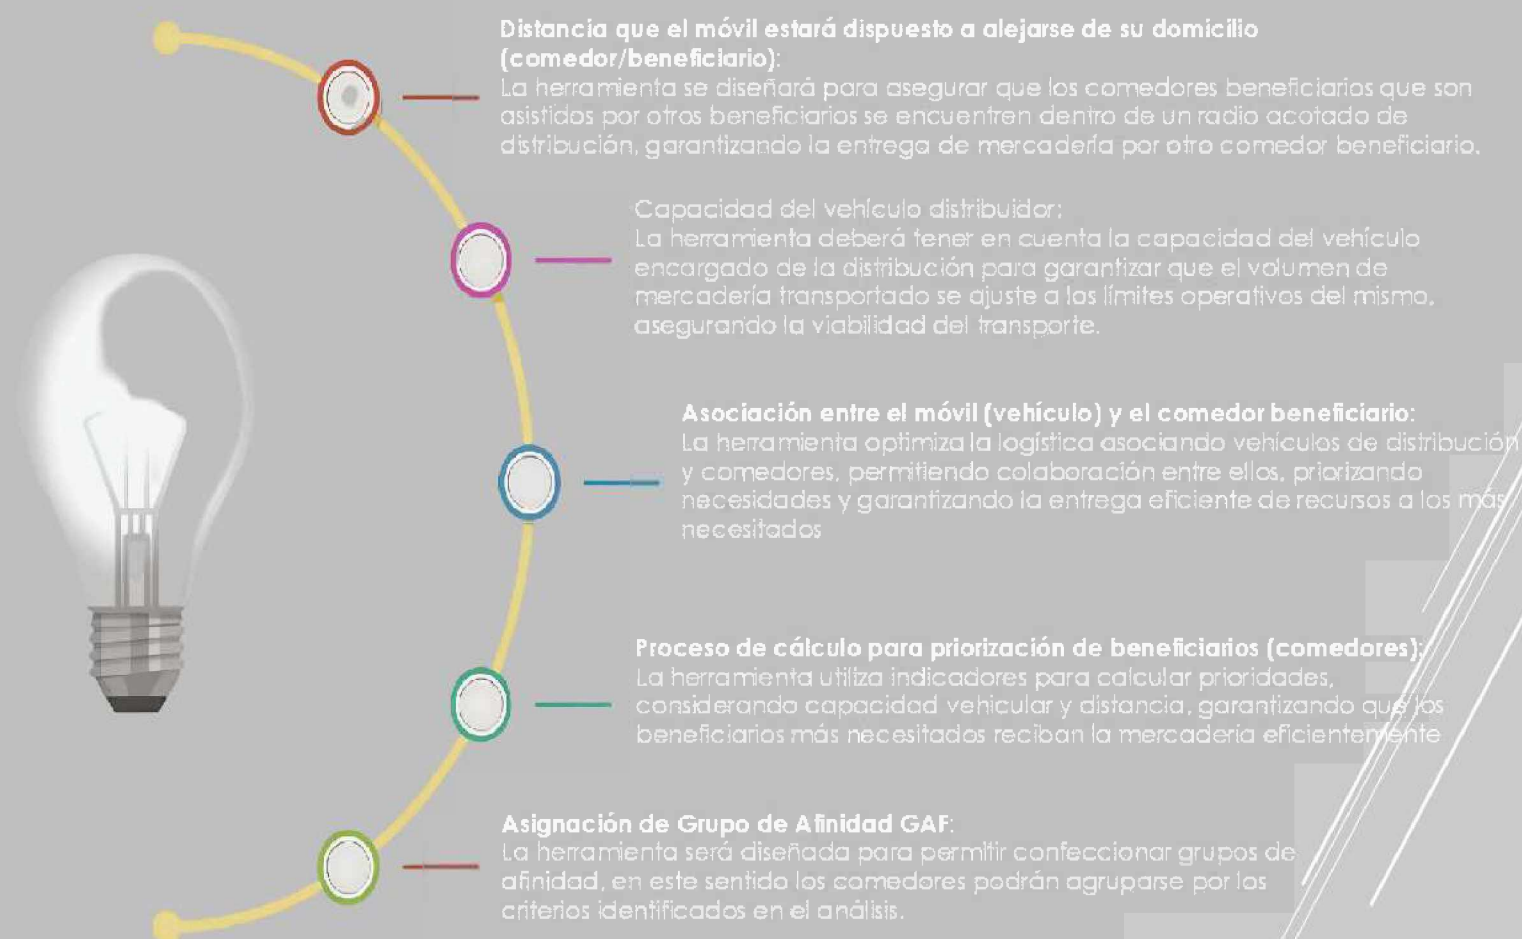 Distancia que el móvil estará dispuesto a alejarse de su domicilio
(comedor/beneficiario):
La herramienta se diseñará para asegurar que los comedores beneficiarios que son
asistidos por otros beneficiarios se encuentren dentro de un radio acotado de
distribución, garantizando la entrega de mercadería por otro comedor beneficiario.
Capacidad del vehículo distribuidor:
La herramienta deberá tener en cuenta la capacidad del vehículo
encargado de la distribución para garantizar que el volumen de
mercadería transportado se ajuste a los límites operativos del mismo,
asegurando la viabilidad del transporte.
Asociación entre el móvil (vehículo) y el comedor beneficiario:
La herramienta optimiza la logística asociando vehículos de distribución
y comedores, permitiendo colaboración entre ellos, priorizando
necesidades y garantizando la entrega eficiente de recursos a los más
necesitados
Proceso de cálculo para priorización de beneficiarios (comedores):
La herramienta utiliza indicadores para calcular prioridades,
considerando capacidad vehicular y distancia, garantizando que los
beneficiarios más necesitados reciban la mercadería eficientemente
Asignación de Grupo de Afinidad GAF:
La herramienta será diseñada para permitir confeccionar grupos de
afinidad, en este sentido los comedores podrán agruparse por los
criterios identificados en el análisis.